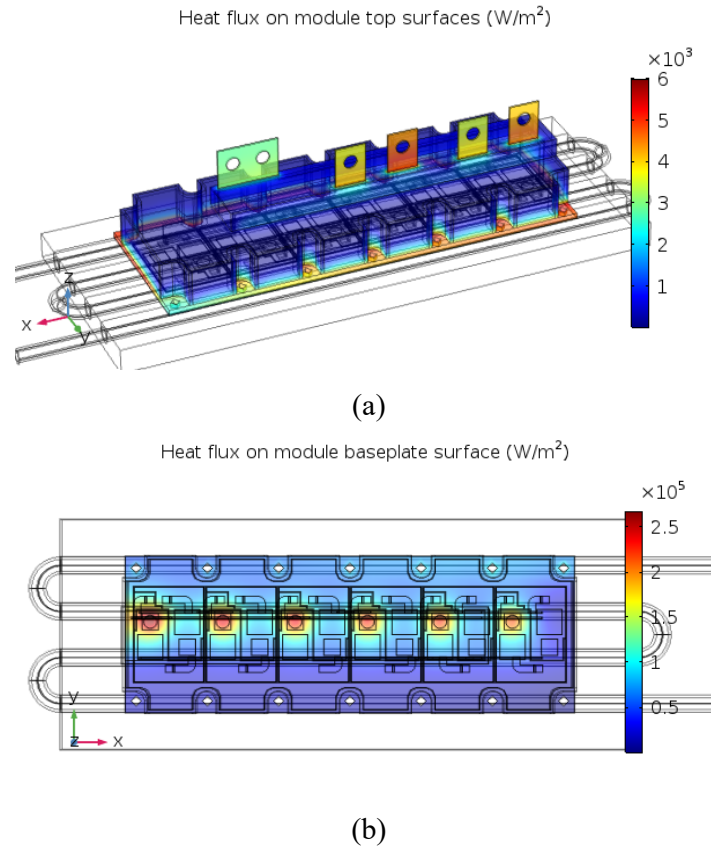 Heat flux on module top surfaces (W/m²)
×10³
6
5
4
3
2
1
z
x
y
(a)
Heat flux on module baseplate surface (W/m²)
×10⁵
2.5
2
1.5
1
0.5
y
z
x
(b)